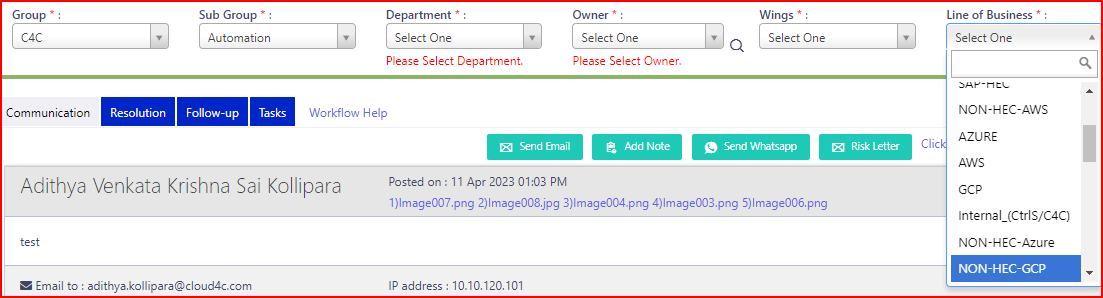 Group * :
Sub Group * :
Department * :
Owner * :
Wings * :
Line of Business * :
C4C
Automation
Select One
Select One
Select One
Select One
Please Select Department.
Please Select Owner.
SAP-HEC
NON-HEC-AWS
AZURE
AWS
GCP
Internal_(CtrlS/C4C)
NON-HEC-Azure
NON-HEC-GCP
Communication
Resolution
Follow-up
Tasks
Workflow Help
Send Email
Add Note
Send Whatsapp
Risk Letter
Click
Adithya Venkata Krishna Sai Kollipara
Posted on : 11 Apr 2023 01:03 PM
1)Image007.png 2)Image008.jpg 3)Image004.png 4)Image003.png 5)Image006.png
test
Email to : adithya.kollipara@cloud4c.com
IP address : 10.10.120.101